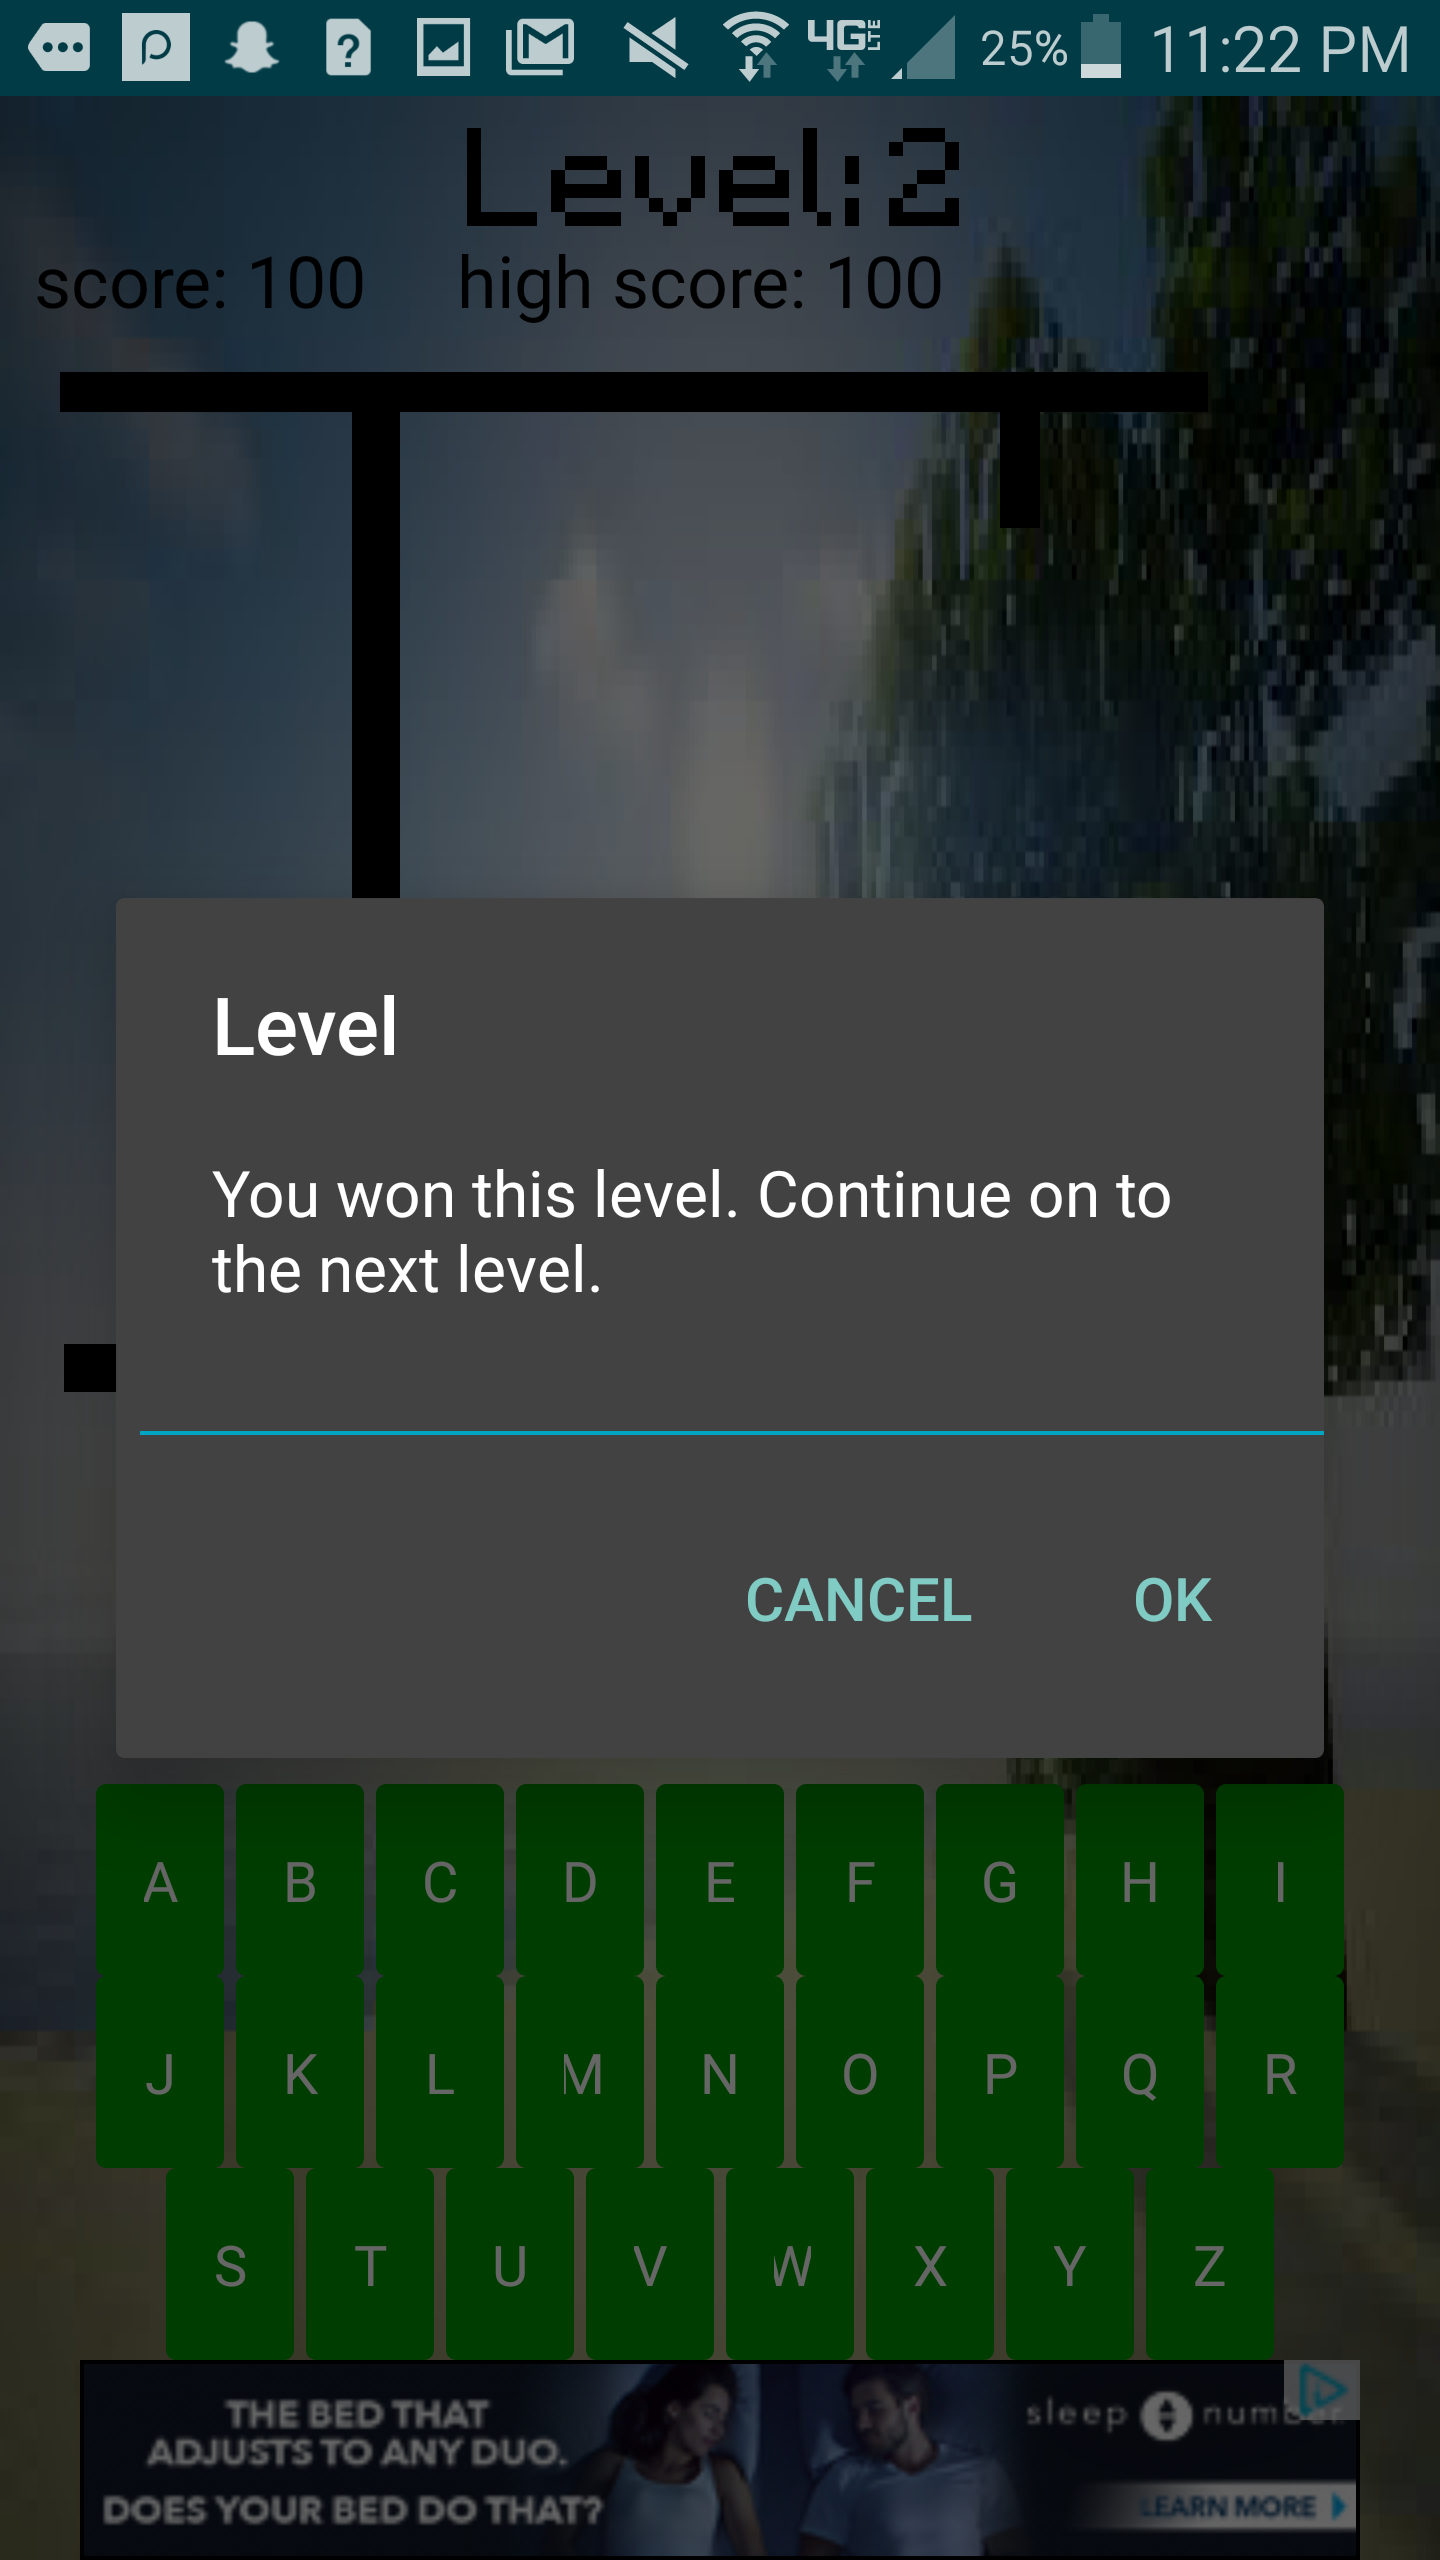 25% 11:22 PM
Level:2
score: 100 high score: 100
Level
You won this level. Continue on to
the next level.
CANCEL OK
A B C D E F G H I
J K L M N O P Q R
S T U V W X Y Z
THE BED THAT
ADJUSTS TO ANY DUO.
DOES YOUR BED DO THAT?
sleep number
LEARN MORE